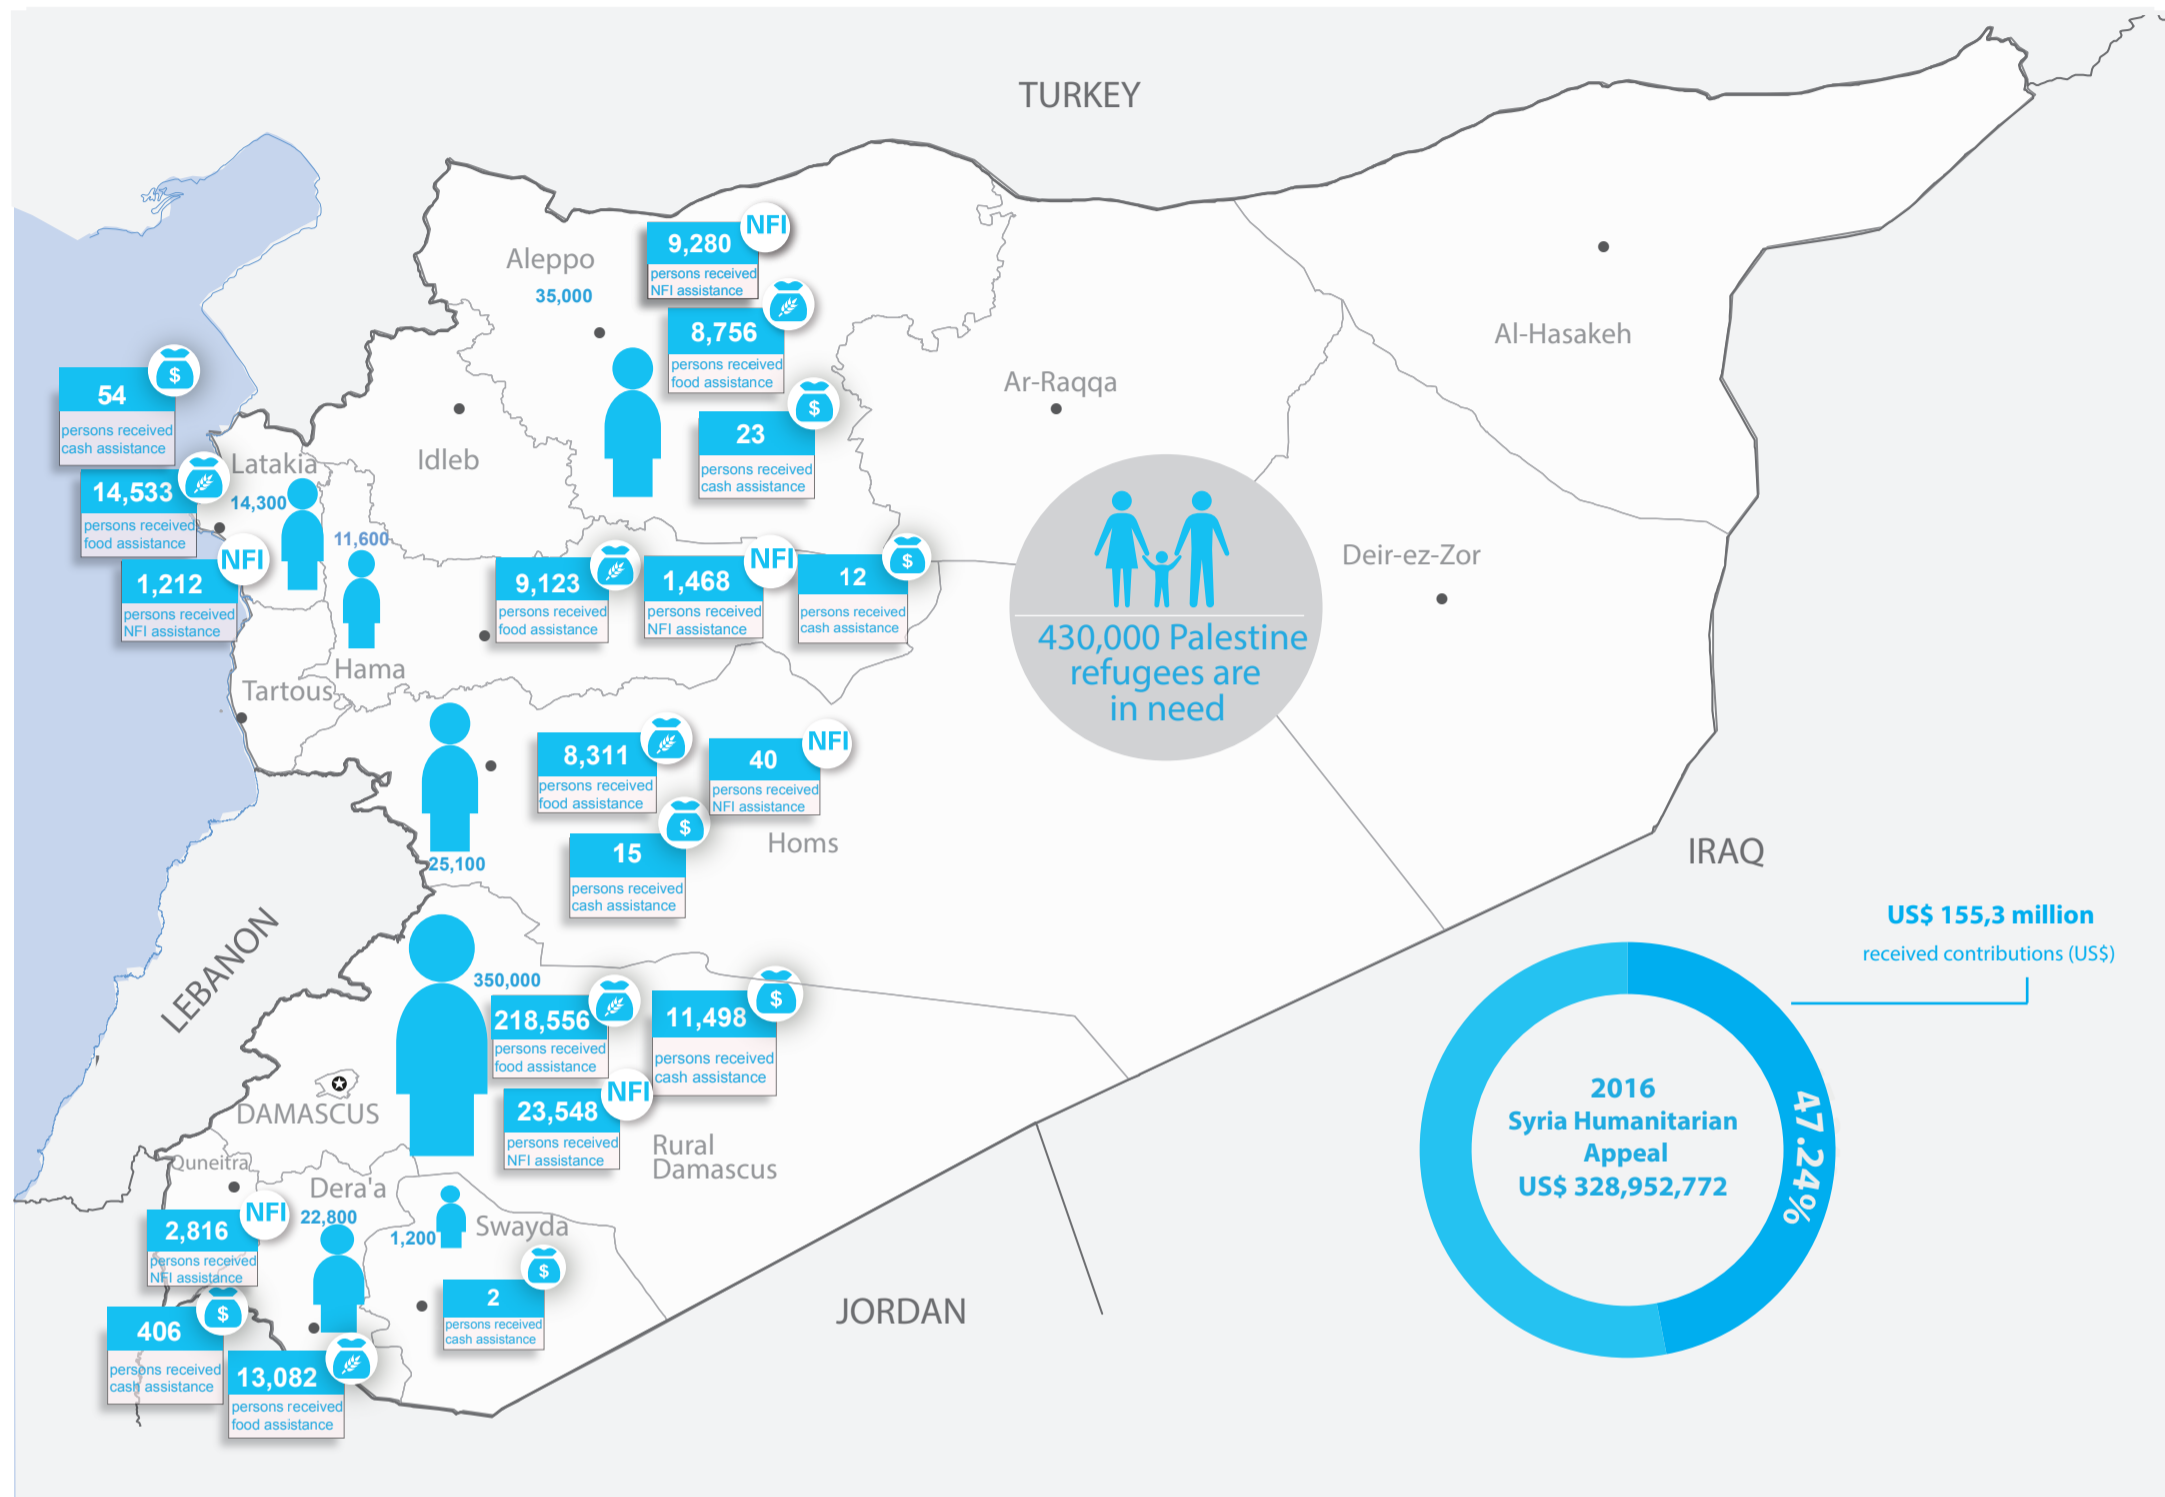 TURKEY
NFI
9,280
persons received
NFI assistance
Aleppo
35,000
8,756
persons received
food assistance
$
23
persons received
cash assistance
Al-Hasakeh
Ar-Raqqa
$
54
persons received
cash assistance
Latakia
14,300
14,533
persons received
food assistance
NFI
1,212
persons received
NFI assistance
Idleb
11,600
Hama
Tartous
9,123
persons received
food assistance
NFI
1,468
persons received
NFI assistance
$
12
persons received
cash assistance
Deir-ez-Zor
430,000 Palestine
refugees are
in need
8,311
persons received
food assistance
NFI
40
persons received
NFI assistance
$
15
persons received
cash assistance
Homs
25,100
IRAQ
LEBANON
350,000
218,556
persons received
food assistance
$
11,498
persons received
cash assistance
NFI
23,548
persons received
NFI assistance
Rural
Damascus
DAMASCUS
Quneitra
Dera'a
22,800
NFI
2,816
persons received
NFI assistance
$
406
persons received
cash assistance
13,082
persons received
food assistance
1,200
Swayda
$
2
persons received
cash assistance
JORDAN
US$ 155,3 million
received contributions (US$)
2016
Syria Humanitarian
Appeal
US$ 328,952,772
47.24%